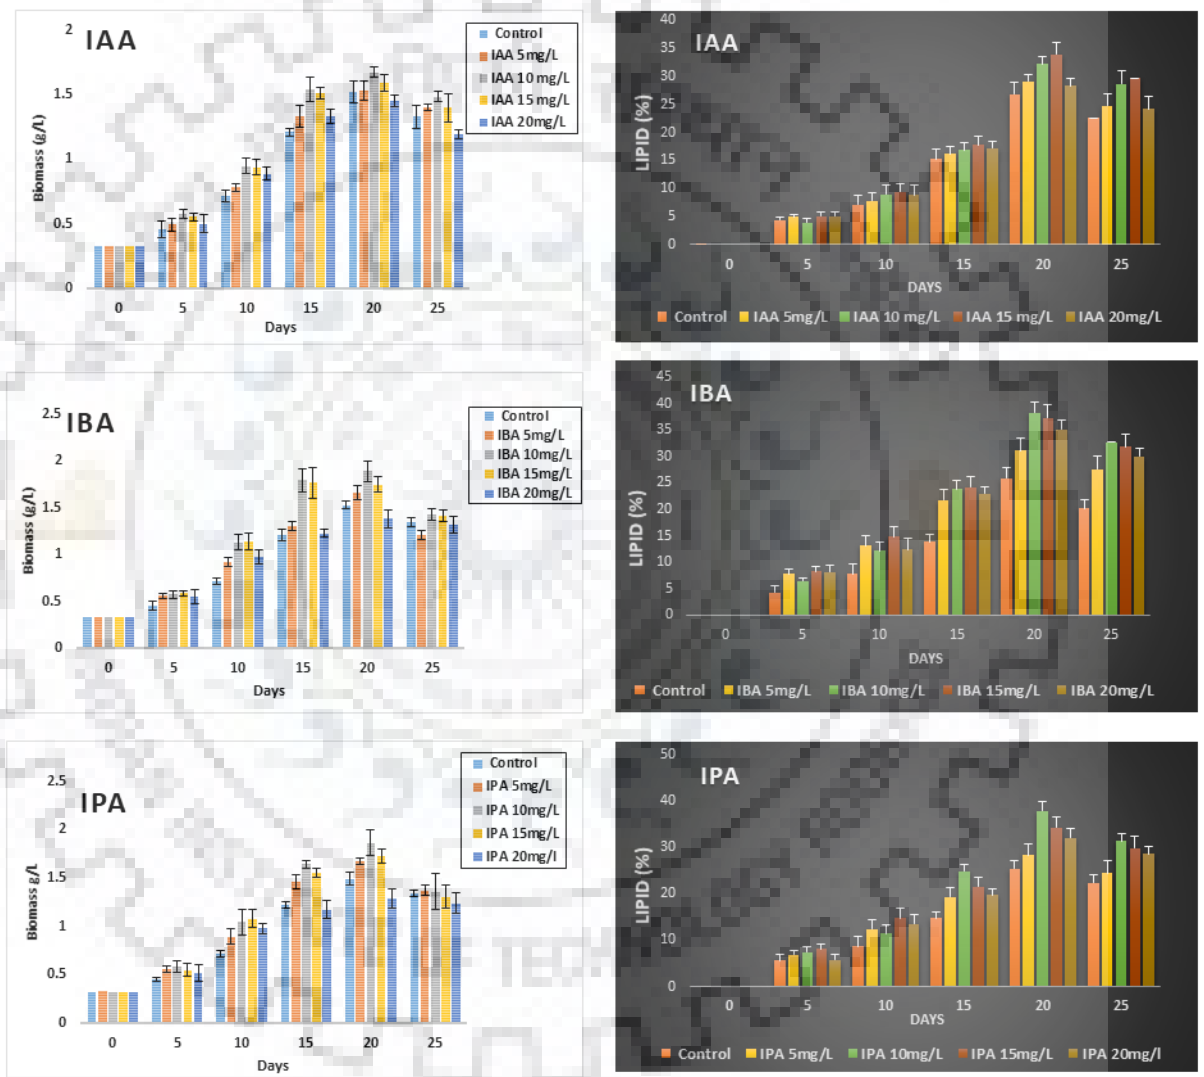 IAA
Biomass (g/L)
2
1.5
1
0.5
0
0 5 10 15 20 25
Days
Control
IAA 5mg/L
IAA 10 mg/L
IAA 15 mg/L
IAA 20mg/L
IAA
LIPID (%)
40
35
30
25
20
15
10
5
0
0 5 10 15 20 25
DAYS
Control IAA 5mg/L IAA 10 mg/L IAA 15 mg/L IAA 20mg/L
IBA
Biomass (g/L)
2.5
2
1.5
1
0.5
0
0 5 10 15 20 25
Days
Control
IBA 5mg/L
IBA 10mg/L
IBA 15mg/L
IBA 20mg/L
IBA
LIPID (%)
45
40
35
30
25
20
15
10
5
0
0 5 10 15 20 25
DAYS
Control IBA 5mg/L IBA 10mg/L IBA 15mg/L IBA 20mg/L
IPA
Biomass g/L
2.5
2
1.5
1
0.5
0
0 5 10 15 20 25
Days
Control
IPA 5mg/L
IPA 10mg/L
IPA 15mg/L
IPA 20mg/l
IPA
LIPID (%)
50
40
30
20
10
0
0 5 10 15 20 25
DAYS
Control IPA 5mg/L IPA 10mg/L IPA 15mg/L IPA 20mg/l